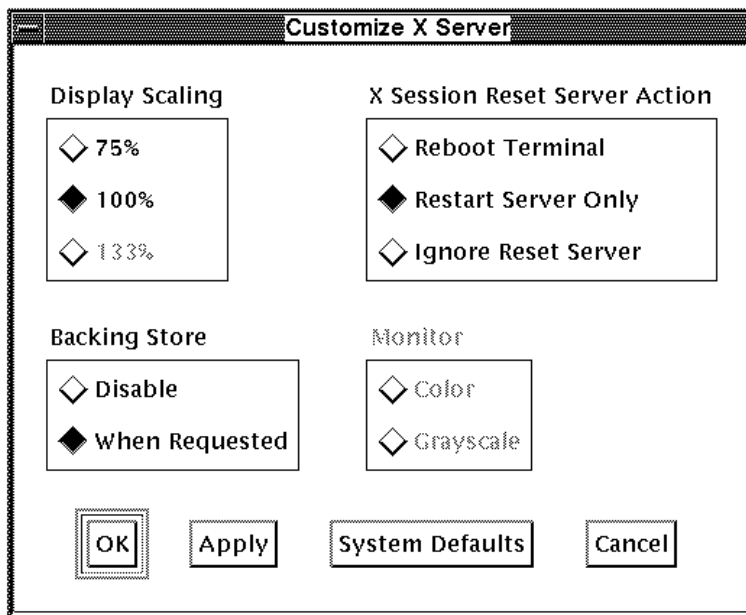 Customize X Server
Display Scaling
75%
100%
133%
X Session Reset Server Action
Reboot Terminal
Restart Server Only
Ignore Reset Server
Backing Store
Disable
When Requested
Monitor
Color
Grayscale
OK
Apply
System Defaults
Cancel